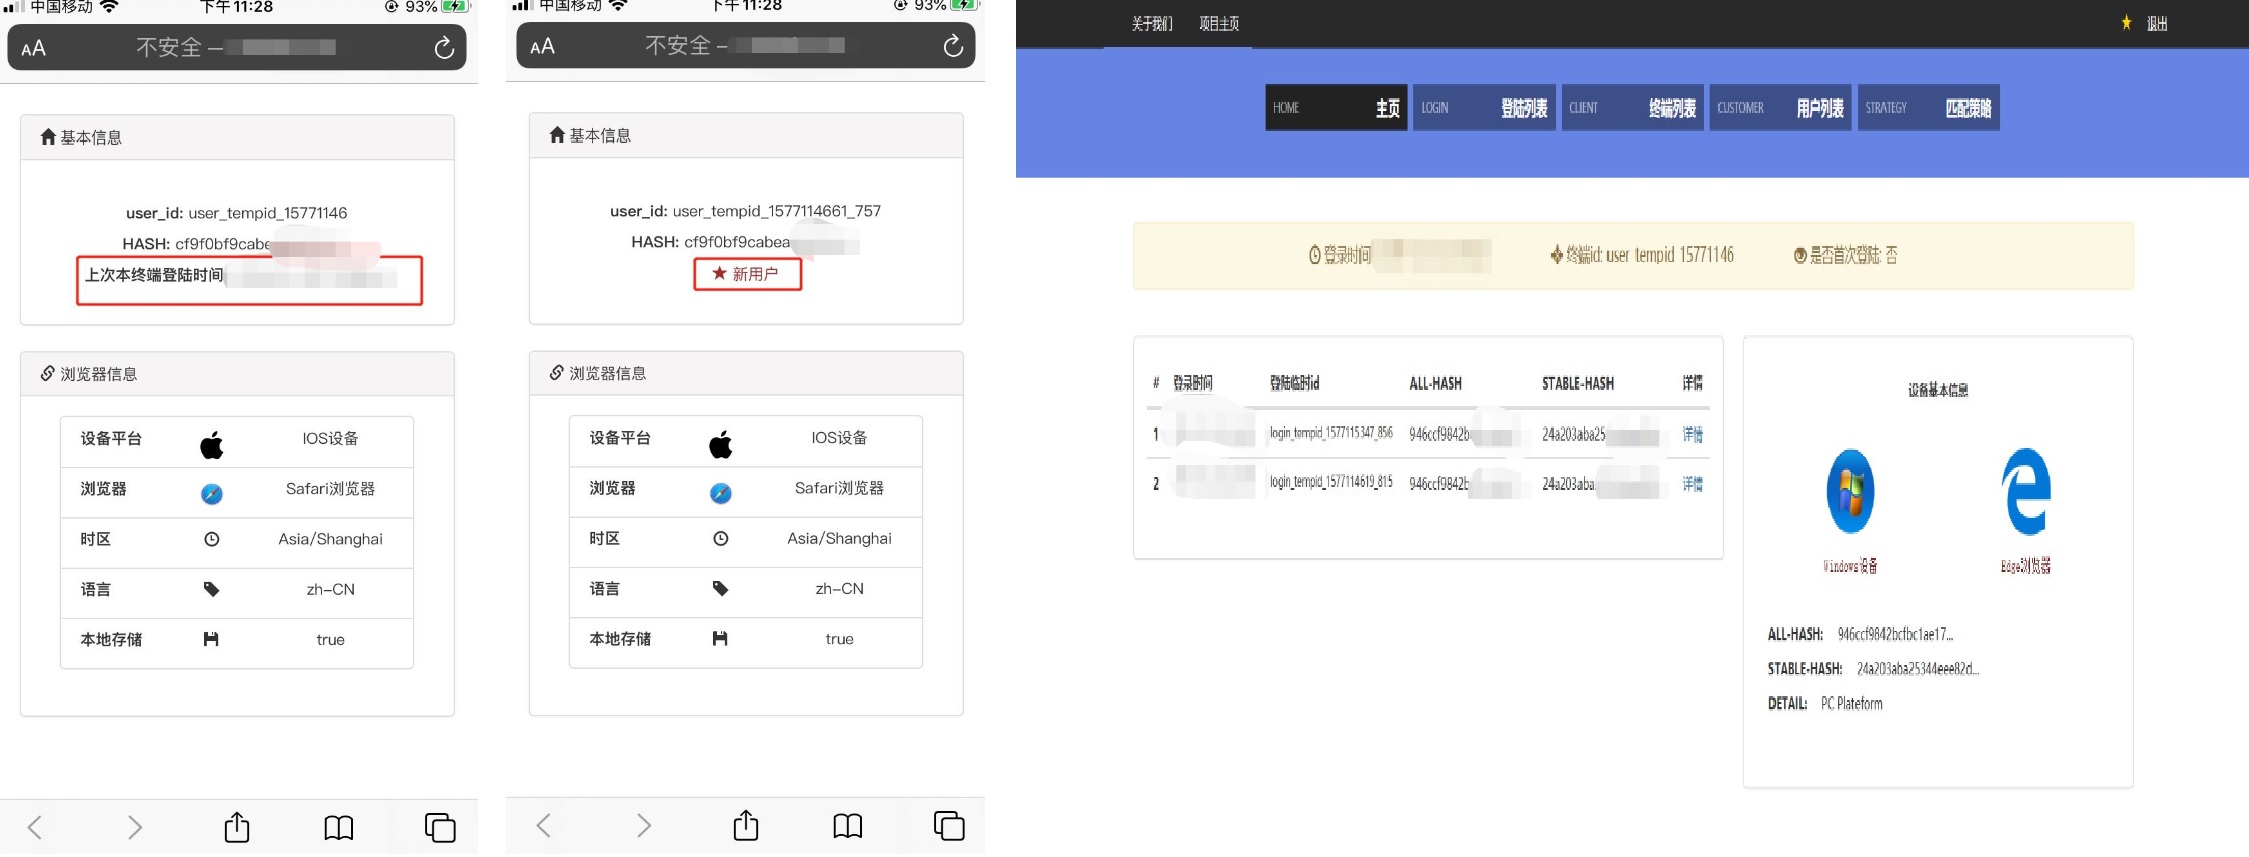 中国移动 下午11:28 93%
AA 不安全 —
基本信息
user_id: user_tempid_15771146
HASH: cf9f0bf9cabe
上次本终端登陆时间
浏览器信息
设备平台 IOS设备
浏览器 Safari浏览器
时区 Asia/Shanghai
语言 zh-CN
本地存储 true
中国移动 下午11:28 93%
AA 不安全 —
基本信息
user_id: user_tempid_1577114661_757
HASH: cf9f0bf9cabea
★ 新用户
浏览器信息
设备平台 IOS设备
浏览器 Safari浏览器
时区 Asia/Shanghai
语言 zh-CN
本地存储 true
关于我们 项目主页 退出
HOME 主页 LOGIN 登陆列表 CLIENT 终端列表 CUSTOMER 用户列表 STRATEGY 匹配策略
登录时间 终端id: user tempid 15771146 是否首次登陆: 否
# 登录时间 登陆临时id ALL-HASH STABLE-HASH 详情
1 login_tempid_1577115347_856 946ccf9842b 24a203aba25 详情
2 login_tempid_1577114619_815 946ccf9842b 24a203aba 详情
设备基本信息
Windows设备 Edge浏览器
ALL-HASH: 946ccf9842bcfbc1ae17...
STABLE-HASH: 24a203aba25344eee82d...
DETAIL: PC Plateform